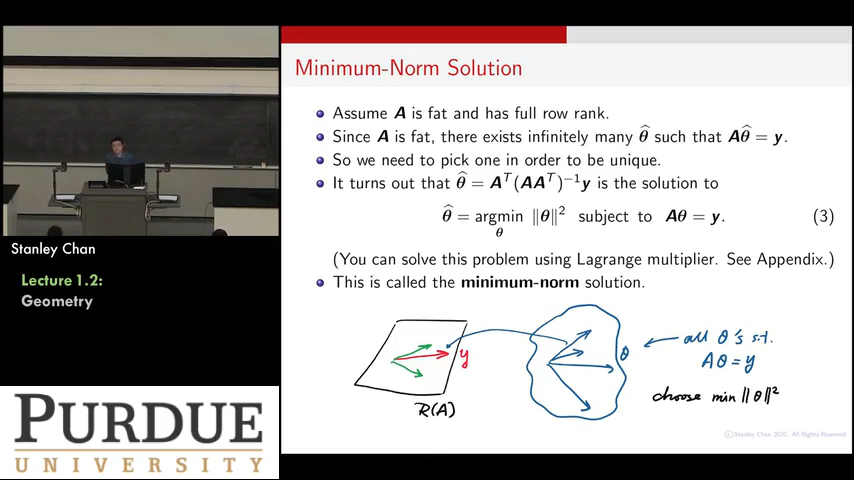 Minimum-Norm Solution
Assume A is fat and has full row rank.
Since A is fat, there exists infinitely many θ̂ such that Aθ̂ = y.
So we need to pick one in order to be unique.
It turns out that θ̂ = Aᵀ(AAᵀ)⁻¹y is the solution to
θ̂ = argmin ‖θ‖² subject to Aθ = y. (3)
θ
(You can solve this problem using Lagrange multiplier. See Appendix.)
This is called the minimum-norm solution.
y
R(A)
θ
all θ's s.t.
Aθ = y
choose min ‖θ‖²
©Stanley Chan 2020. All Rights Reserved
Stanley Chan
Lecture 1.2:
Geometry
PURDUE
UNIVERSITY